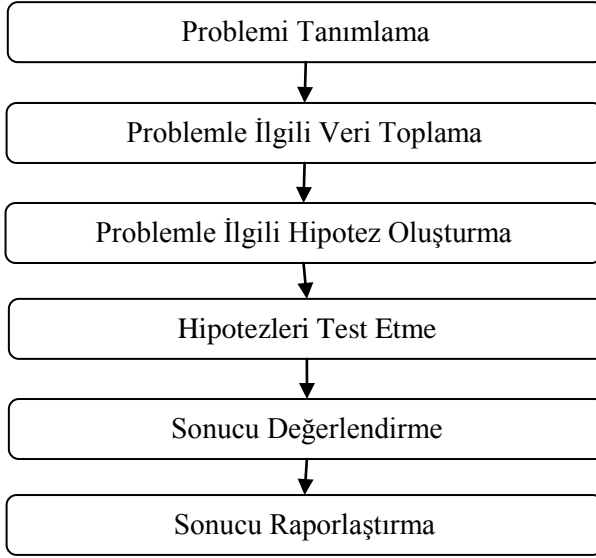 Problemi Tanımlama
Problemle İlgili Veri Toplama
Problemle İlgili Hipotez Oluşturma
Hipotezleri Test Etme
Sonucu Değerlendirme
Sonucu Raporlaştırma